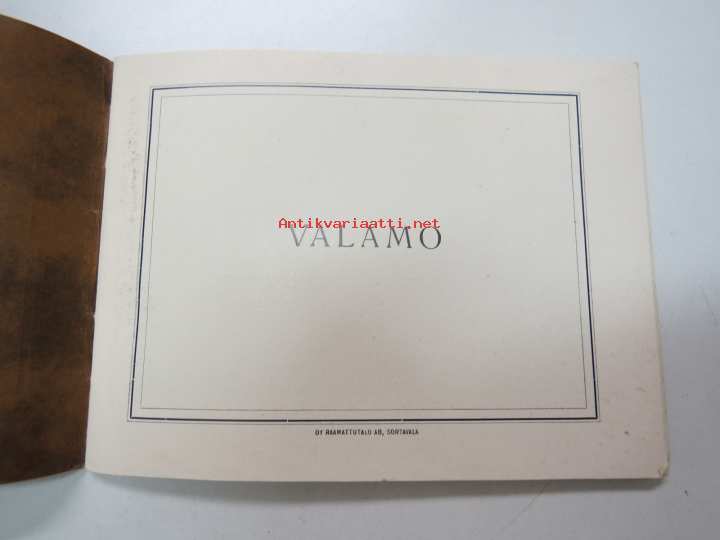 Antikvariaatti.net
VALAMO
OY RAAMATTUTALO AB, SORTAVALA